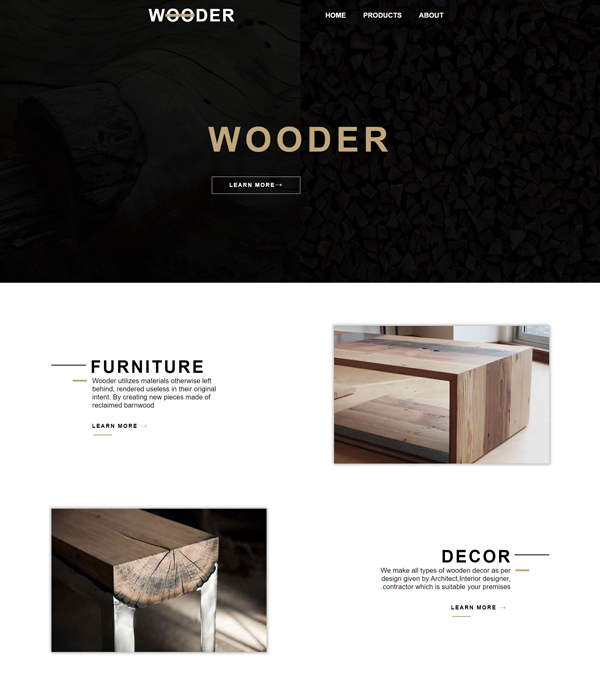 WOODER
HOME PRODUCTS ABOUT
WOODER
LEARN MORE→
FURNITURE
Wooder utilizes materials otherwise left
behind, rendered useless in their original
intent. By creating new pieces made of
reclaimed barnwood
LEARN MORE →
DECOR
We make all types of wooden decor as per
design given by Architect,Interior designer,
.contractor which is suitable your premises
LEARN MORE →